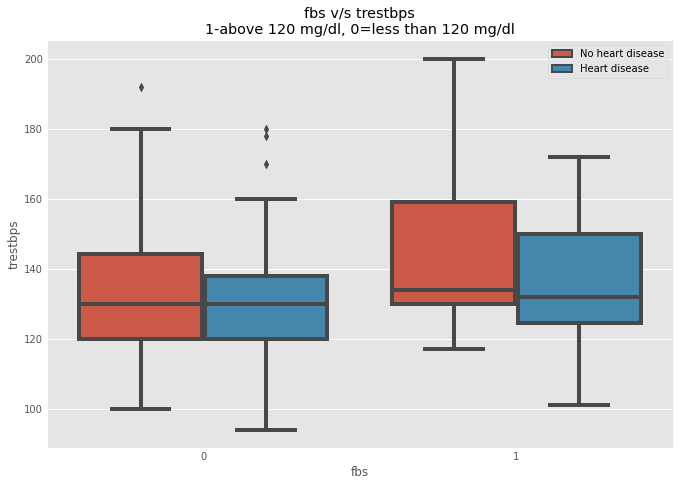 fbs v/s trestbps
1-above 120 mg/dl, 0=less than 120 mg/dl
No heart disease
Heart disease
200
180
160
140
120
100
trestbps
0
1
fbs